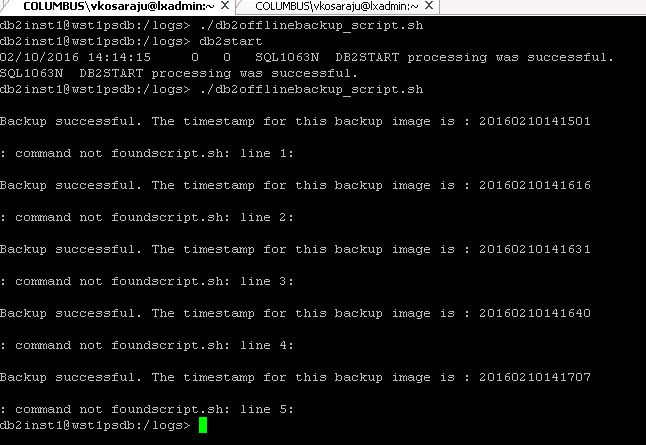 COLUMBUS\vkosaraju@lxadmin:~ X COLUMBUS\vkosaraju@lxadmin:~ X
db2inst1@wst1psdb:/logs> ./db2offlinebackup_script.sh
db2inst1@wst1psdb:/logs> db2start
02/10/2016 14:14:15     0   0   SQL1063N  DB2START processing was successful.
SQL1063N  DB2START processing was successful.
db2inst1@wst1psdb:/logs> ./db2offlinebackup_script.sh
Backup successful. The timestamp for this backup image is : 20160210141501
: command not foundscript.sh: line 1:
Backup successful. The timestamp for this backup image is : 20160210141616
: command not foundscript.sh: line 2:
Backup successful. The timestamp for this backup image is : 20160210141631
: command not foundscript.sh: line 3:
Backup successful. The timestamp for this backup image is : 20160210141640
: command not foundscript.sh: line 4:
Backup successful. The timestamp for this backup image is : 20160210141707
: command not foundscript.sh: line 5:
db2inst1@wst1psdb:/logs>